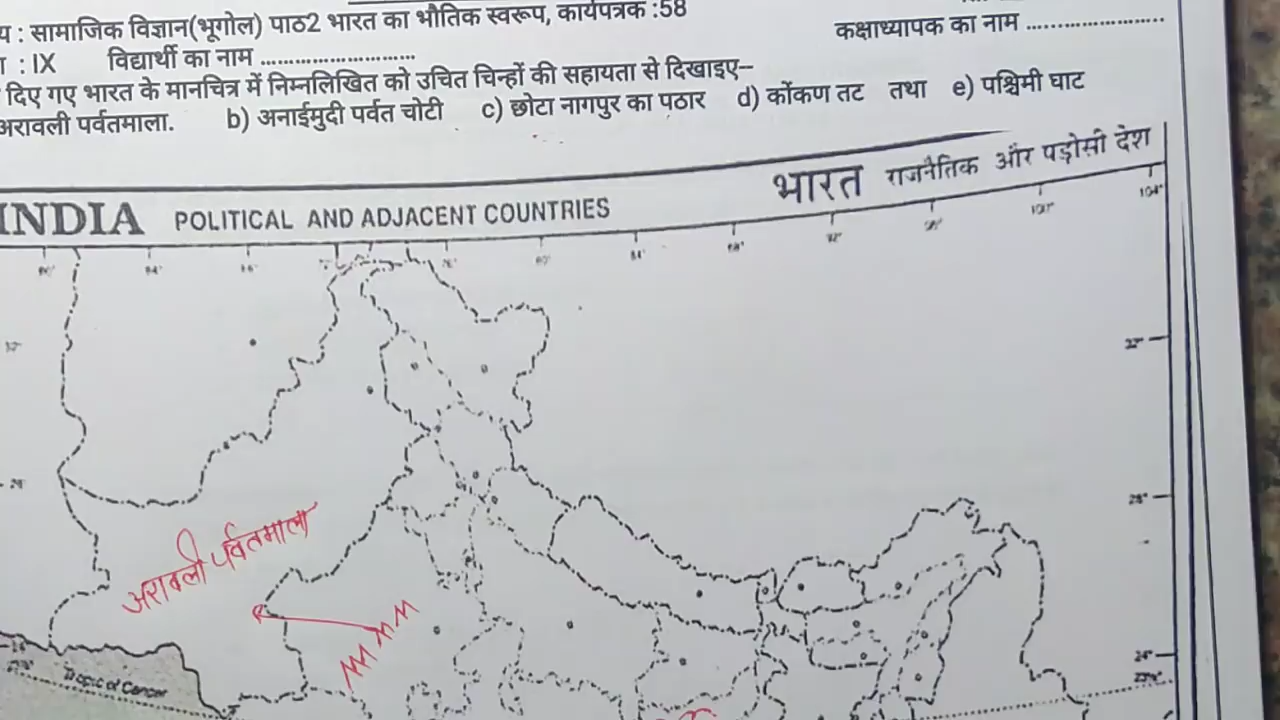 : सामाजिक विज्ञान(भूगोल) पाठ2 भारत का भौतिक स्वरूप, कार्यपत्रक :58
: IX विद्यार्थी का नाम ............................
कक्षाध्यापक का नाम ........................
दिए गए भारत के मानचित्र में निम्नलिखित को उचित चिन्हों की सहायता से दिखाइए–
अरावली पर्वतमाला. b) अनाईमुदी पर्वत चोटी c) छोटा नागपुर का पठार d) कोंकण तट तथा e) पश्चिमी घाट
INDIA POLITICAL AND ADJACENT COUNTRIES
भारत राजनैतिक और पड़ोसी देश
अरावली पर्वतमाला
Tropic of Cancer